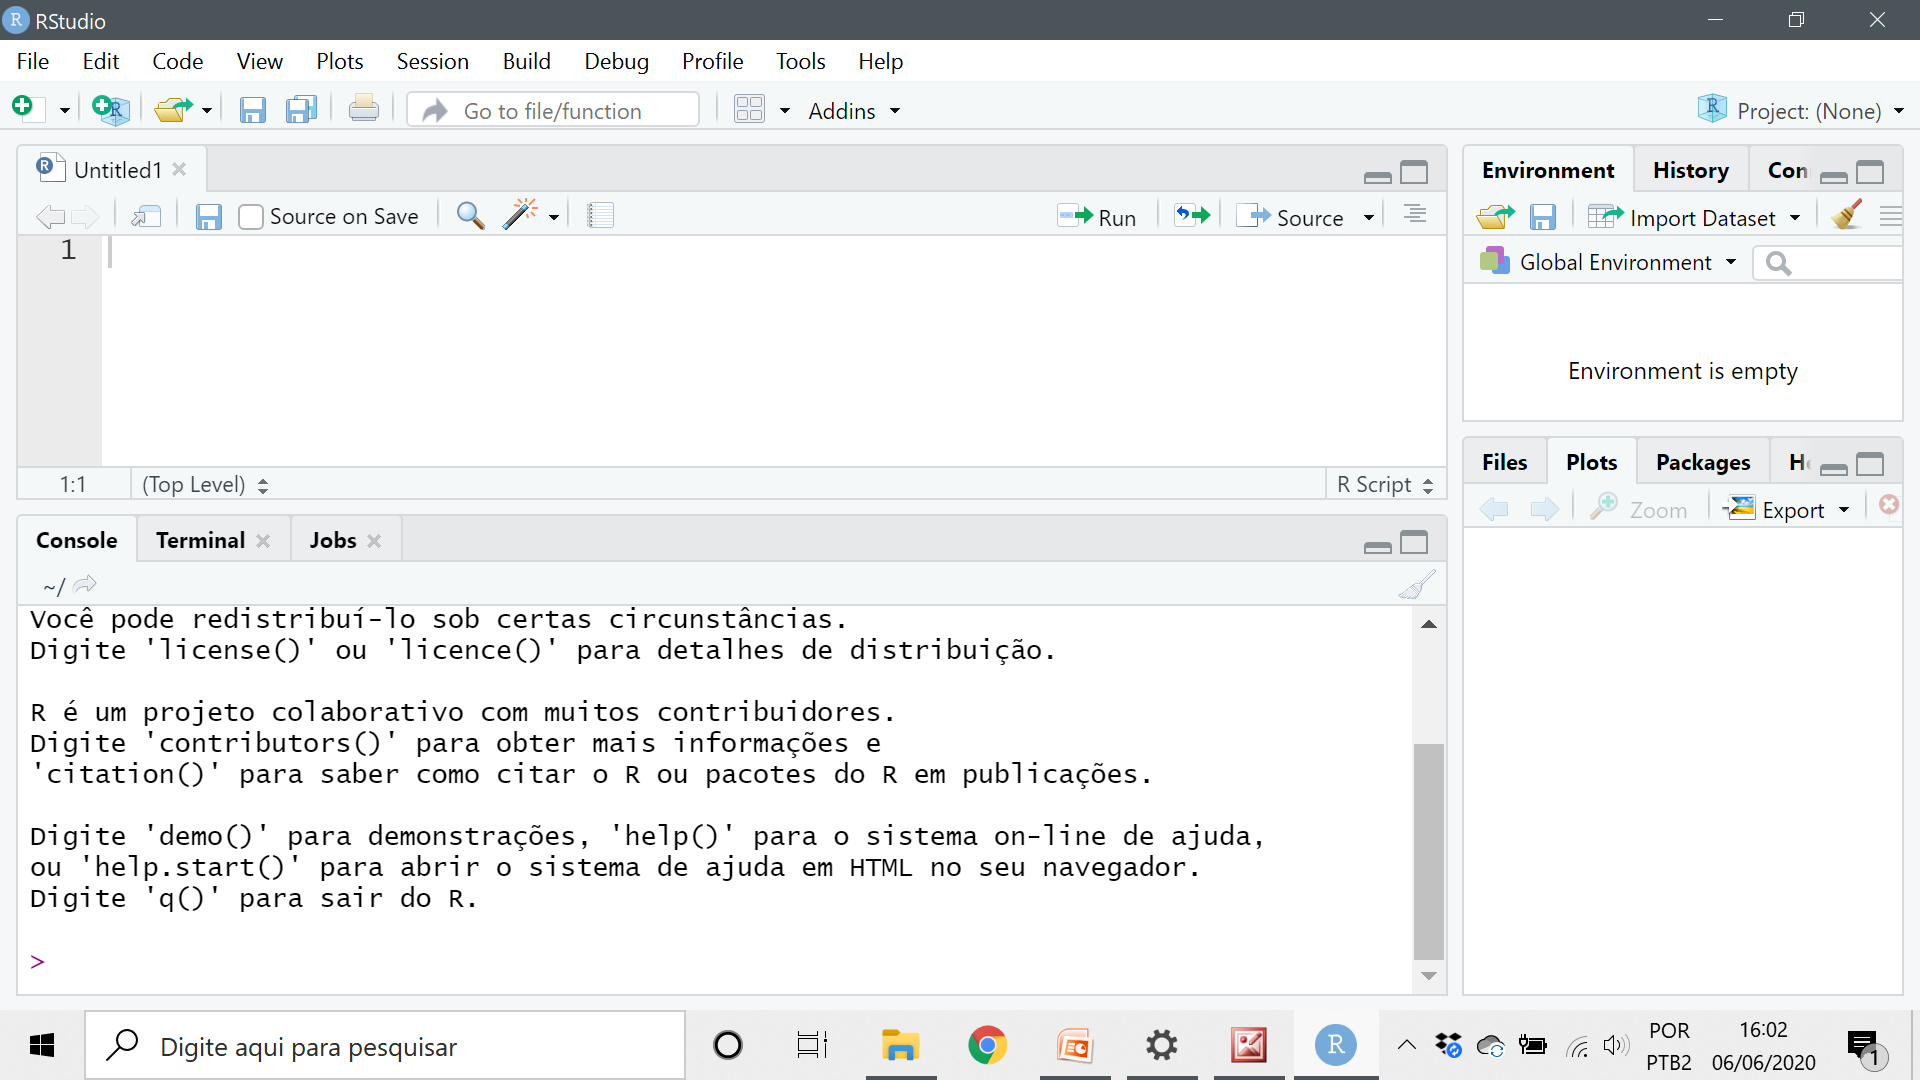 RStudio
File Edit Code View Plots Session Build Debug Profile Tools Help
Go to file/function Addins Project: (None)
Untitled1
Source on Save Run Source
1
1:1 (Top Level) R Script
Console Terminal Jobs
~/
Você pode redistribuí-lo sob certas circunstâncias.
Digite 'license()' ou 'licence()' para detalhes de distribuição.
R é um projeto colaborativo com muitos contribuidores.
Digite 'contributors()' para obter mais informações e
'citation()' para saber como citar o R ou pacotes do R em publicações.
Digite 'demo()' para demonstrações, 'help()' para o sistema on-line de ajuda,
ou 'help.start()' para abrir o sistema de ajuda em HTML no seu navegador.
Digite 'q()' para sair do R.
>
Environment History Con
Import Dataset
Global Environment
Environment is empty
Files Plots Packages H
Zoom Export
Digite aqui para pesquisar
POR
PTB2
16:02
06/06/2020
1